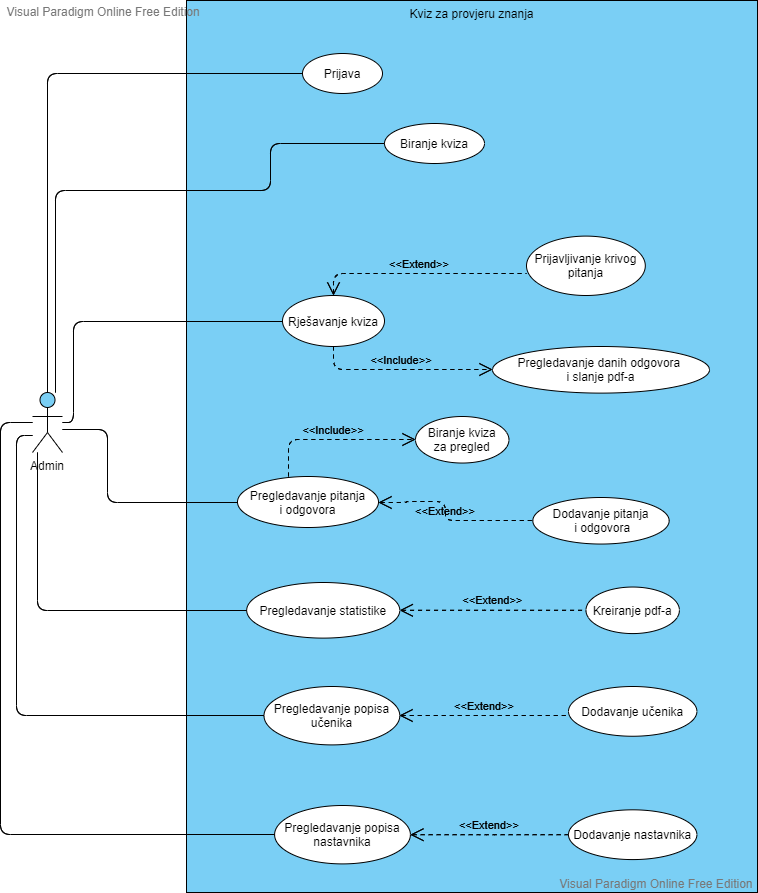 Visual Paradigm Online Free Edition
Kviz za provjeru znanja
Prijava
Biranje kviza
<<Extend>>
Prijavljivanje krivog
pitanja
Rješavanje kviza
<<Include>>
Pregledavanje danih odgovora
i slanje pdf-a
Admin
<<Include>>
Biranje kviza
za pregled
Pregledavanje pitanja
i odgovora
<<Extend>>
Dodavanje pitanja
i odgovora
Pregledavanje statistike
<<Extend>>
Kreiranje pdf-a
Pregledavanje popisa
učenika
<<Extend>>
Dodavanje učenika
Pregledavanje popisa
nastavnika
<<Extend>>
Dodavanje nastavnika
Visual Paradigm Online Free Edition